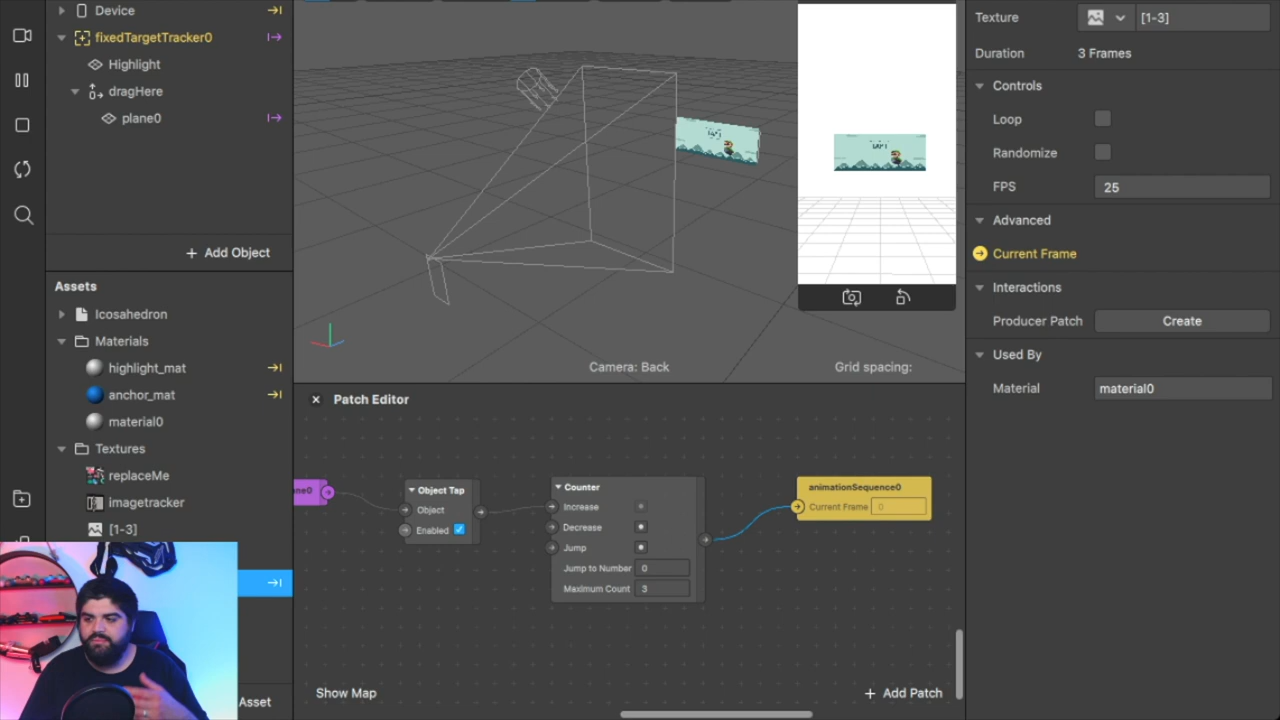 Device
fixedTargetTracker0
Highlight
dragHere
plane0
+ Add Object
Assets
Icosahedron
Materials
highlight_mat
anchor_mat
material0
Textures
replaceMe
imagetracker
[1-3]
Asset
Camera: Back
Grid spacing:
Patch Editor
ne0
Object Tap
Object
Enabled
Counter
Increase
Decrease
Jump
Jump to Number 0
Maximum Count 3
animationSequence0
Current Frame 0
Show Map
+ Add Patch
Texture [1-3]
Duration 3 Frames
Controls
Loop
Randomize
FPS 25
Advanced
Current Frame
Interactions
Producer Patch Create
Used By
Material material0